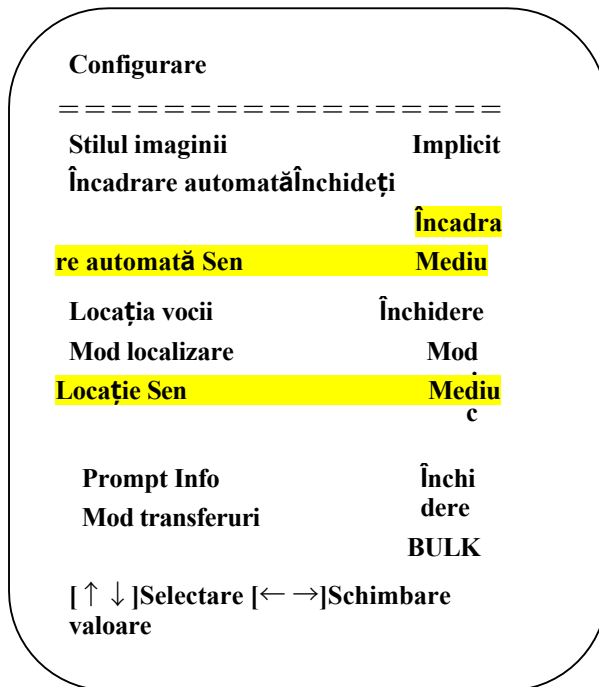 Configurare
=================
Stilul imaginii Implicit
Încadrare automatăÎnchideți
Încadra
re automată Sen Mediu
Locația vocii Închidere
Mod localizare Mod
Locație Sen Mediu
c
Prompt Info Închi
dere
Mod transferuri
BULK
[↑ ↓]Selectare [← →]Schimbare
valoare